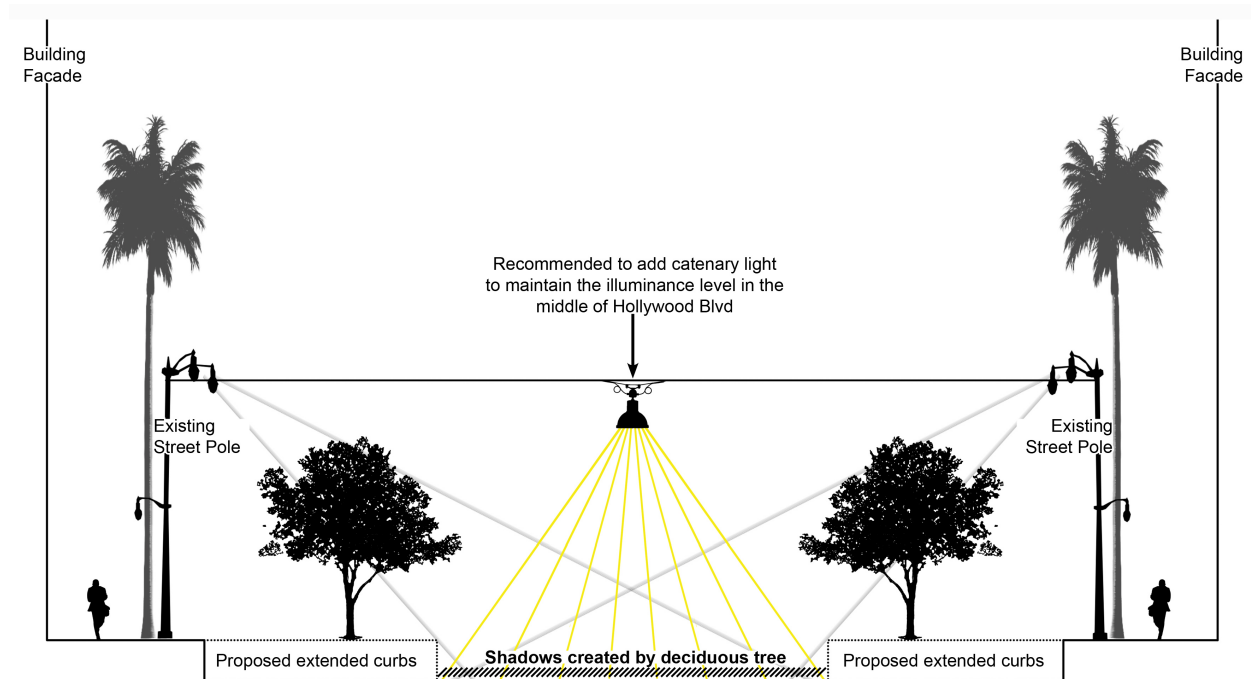 Building
Facade
Building
Facade
Recommended to add catenary light
to maintain the illuminance level in the
middle of Hollywood Blvd
Existing
Street Pole
Existing
Street Pole
Proposed extended curbs
Shadows created by deciduous tree
Proposed extended curbs